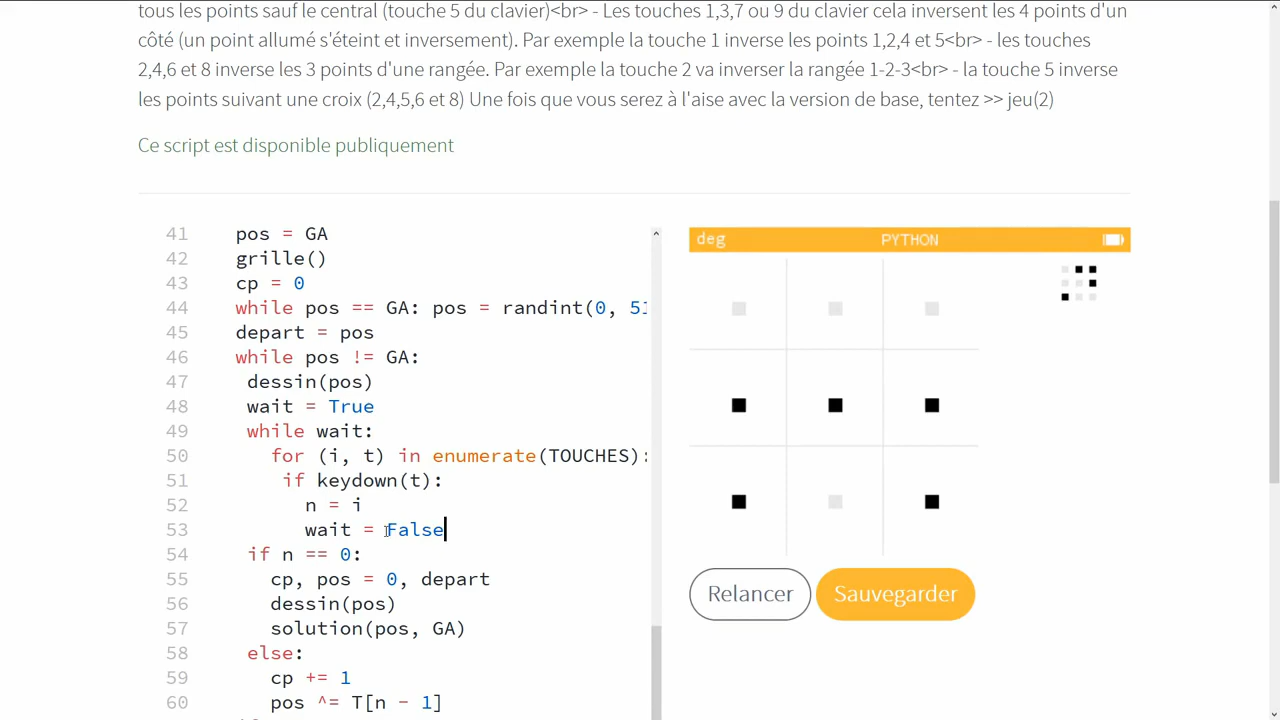 tous les points sauf le central (touche 5 du clavier)<br> - Les touches 1,3,7 ou 9 du clavier cela inversent les 4 points d'un
côté (un point allumé s'éteint et inversement). Par exemple la touche 1 inverse les points 1,2,4 et 5<br> - les touches
2,4,6 et 8 inverse les 3 points d'une rangée. Par exemple la touche 2 va inverser la rangée 1-2-3<br> - la touche 5 inverse
les points suivant une croix (2,4,5,6 et 8) Une fois que vous serez à l'aise avec la version de base, tentez >> jeu(2)
Ce script est disponible publiquement
41 pos = GA
42 grille()
43 cp = 0
44 while pos == GA: pos = randint(0, 51
45 depart = pos
46 while pos != GA:
47 dessin(pos)
48 wait = True
49 while wait:
50 for (i, t) in enumerate(TOUCHES):
51 if keydown(t):
52 n = i
53 wait = False
54 if n == 0:
55 cp, pos = 0, depart
56 dessin(pos)
57 solution(pos, GA)
58 else:
59 cp += 1
60 pos ^= T[n - 1]
deg PYTHON
Relancer Sauvegarder